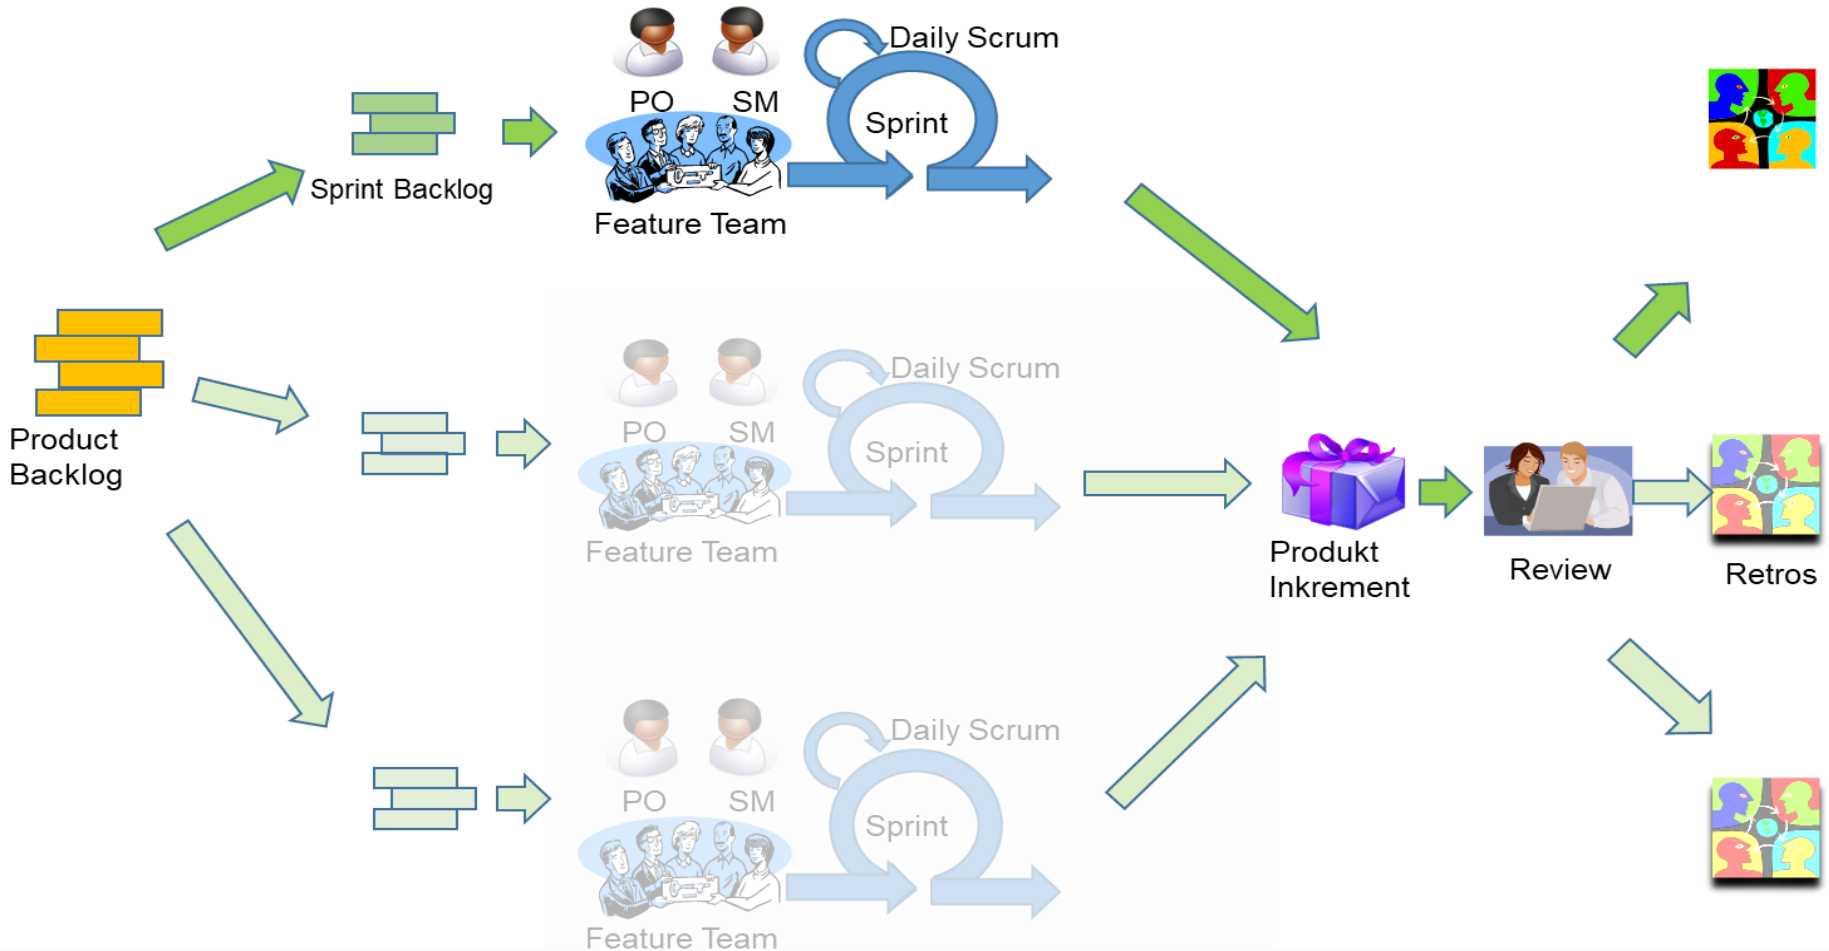 Daily Scrum
PO
SM
Sprint
Sprint Backlog
Feature Team
Daily Scrum
PO
SM
Sprint
Product
Backlog
Feature Team
Produkt
Inkrement
Review
Retros
Daily Scrum
PO
SM
Sprint
Feature Team